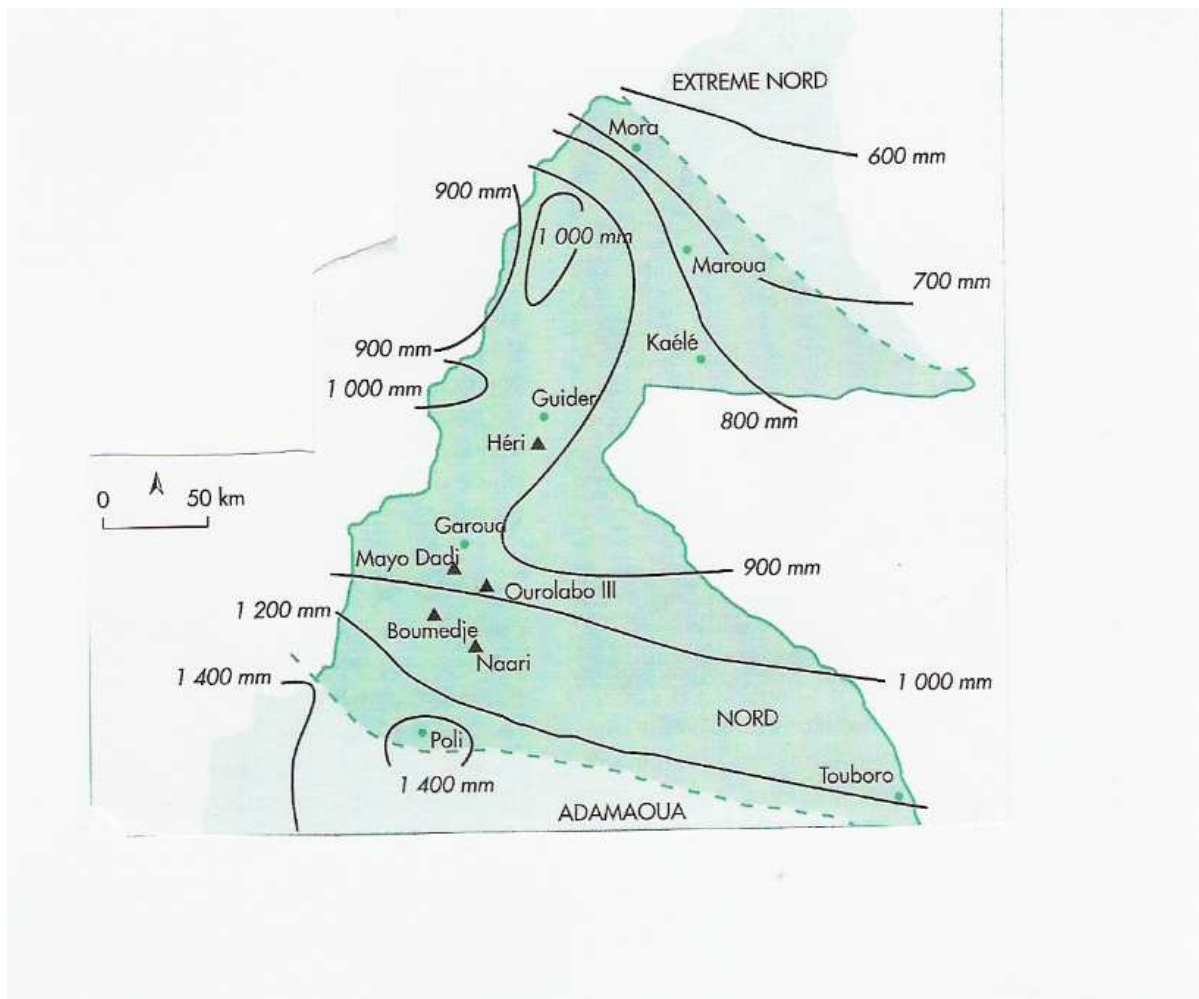 EXTREME NORD
Mora
600 mm
900 mm
1 000 mm
Maroua
700 mm
Kaélé
900 mm
1 000 mm
Guider
800 mm
Héri
0 50 km
Garoua
Mayo Dadi
900 mm
Ourolabo III
1 200 mm
Boumedje
Naari
1 400 mm
1 000 mm
NORD
Poli
Touboro
1 400 mm
ADAMAOUA